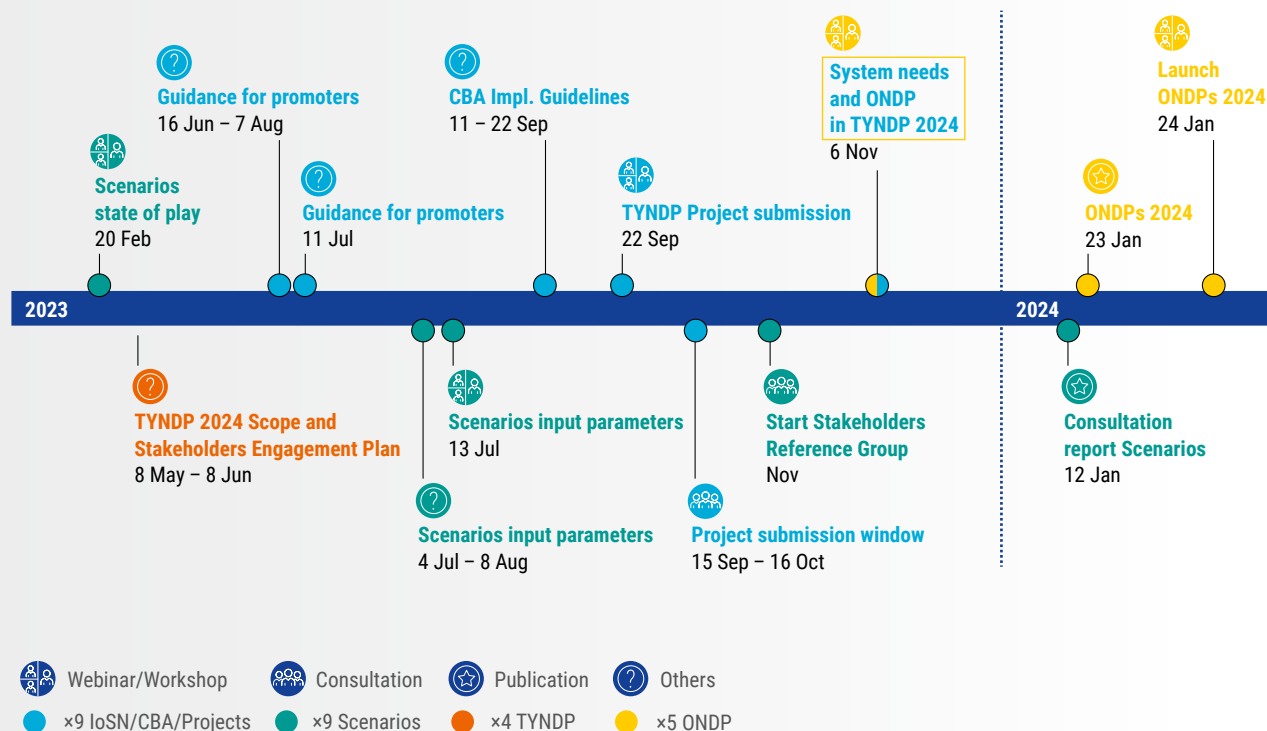 Guidance for promoters
16 Jun – 7 Aug
CBA Impl. Guidelines
11 – 22 Sep
System needs
and ONDP
in TYNDP 2024
6 Nov
Launch
ONDPs 2024
24 Jan
Scenarios
state of play
20 Feb
Guidance for promoters
11 Jul
TYNDP Project submission
22 Sep
ONDPs 2024
23 Jan
2023
2024
TYNDP 2024 Scope and
Stakeholders Engagement Plan
8 May – 8 Jun
Scenarios input parameters
13 Jul
Start Stakeholders
Reference Group
Nov
Consultation
report Scenarios
12 Jan
Scenarios input parameters
4 Jul – 8 Aug
Project submission window
15 Sep – 16 Oct
Webinar/Workshop
Consultation
Publication
Others
×9 IoSN/CBA/Projects
×9 Scenarios
×4 TYNDP
×5 ONDP